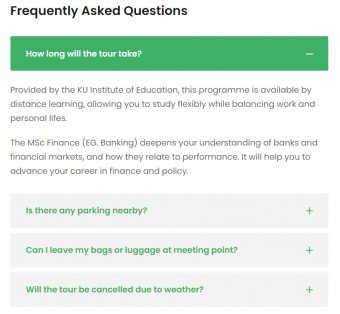 Frequently Asked Questions
How long will the tour take?
Provided by the KU Institute of Education, this programme is available by
distance learning, allowing you to study flexibly while balancing work and
personal lifes.
The MSc Finance (EG. Banking) deepens your understanding of banks and
financial markets, and how they relate to performance. It will help you to
advance your career in finance and policy.
Is there any parking nearby?
Can I leave my bags or luggage at meeting point?
Will the tour be cancelled due to weather?